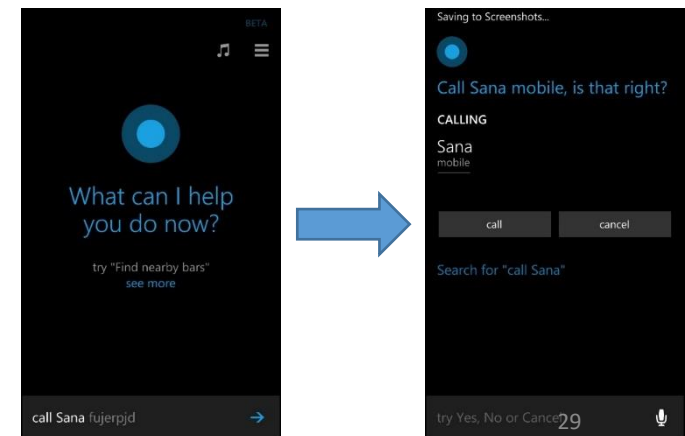 BETA
What can I help
you do now?
try "Find nearby bars"
see more
call Sana fujerpjd
Saving to Screenshots...
Call Sana mobile, is that right?
CALLING
Sana
mobile
call
cancel
Search for "call Sana"
try Yes, No or Cancel
29